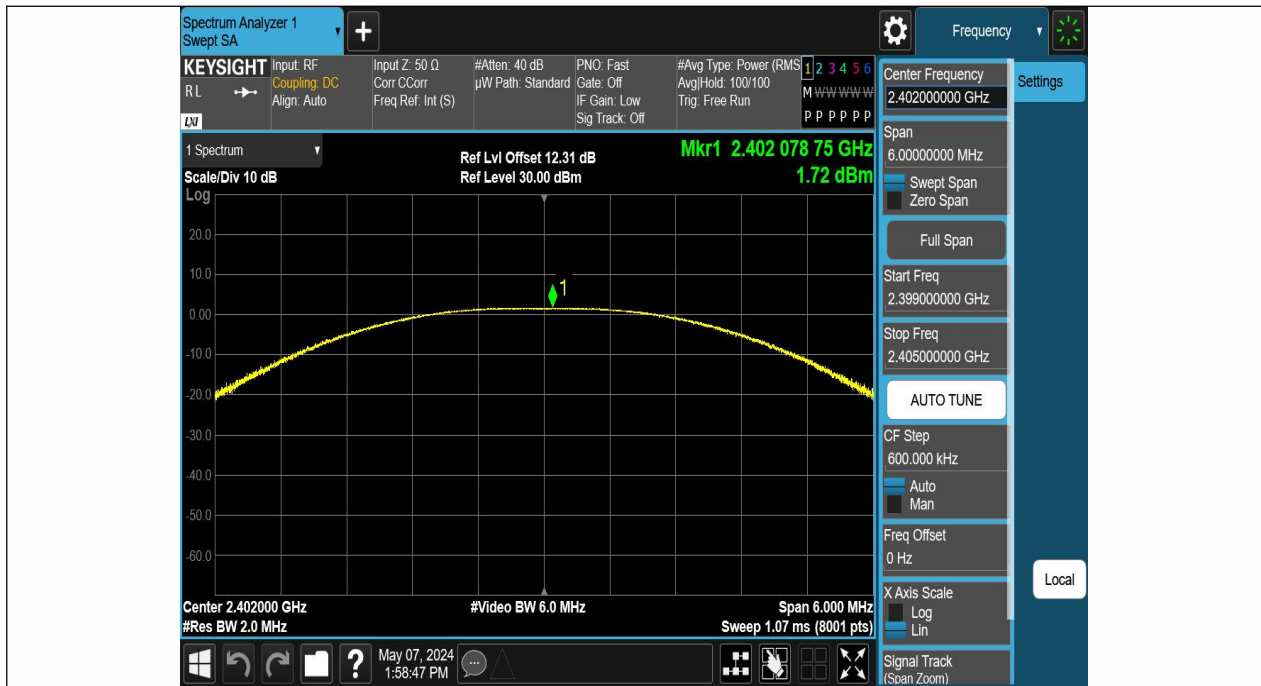 Spectrum Analyzer 1
Swept SA
+
Frequency
KEYSIGHT
R L
LXI
Input: RF
Coupling: DC
Align: Auto
Input Z: 50 Ω
Corr CCorr
Freq Ref: Int (S)
#Atten: 40 dB
µW Path: Standard
PNO: Fast
Gate: Off
IF Gain: Low
Sig Track: Off
#Avg Type: Power (RMS
Avg|Hold: 100/100
Trig: Free Run
1 2 3 4 5 6
M W W W W W
P P P P P P
1 Spectrum
Scale/Div 10 dB
Log
Ref Lvl Offset 12.31 dB
Ref Level 30.00 dBm
Mkr1 2.402 078 75 GHz
1.72 dBm
20.0
10.0
0.00
-10.0
-20.0
-30.0
-40.0
-50.0
-60.0
1
Center 2.402000 GHz
#Res BW 2.0 MHz
#Video BW 6.0 MHz
Span 6.000 MHz
Sweep 1.07 ms (8001 pts)
?
May 07, 2024
1:58:47 PM
Center Frequency
2.402000000 GHz
Settings
Span
6.00000000 MHz
Swept Span
Zero Span
Full Span
Start Freq
2.399000000 GHz
Stop Freq
2.405000000 GHz
AUTO TUNE
CF Step
600.000 kHz
Auto
Man
Freq Offset
0 Hz
X Axis Scale
Log
Lin
Signal Track
(Span Zoom)
Local